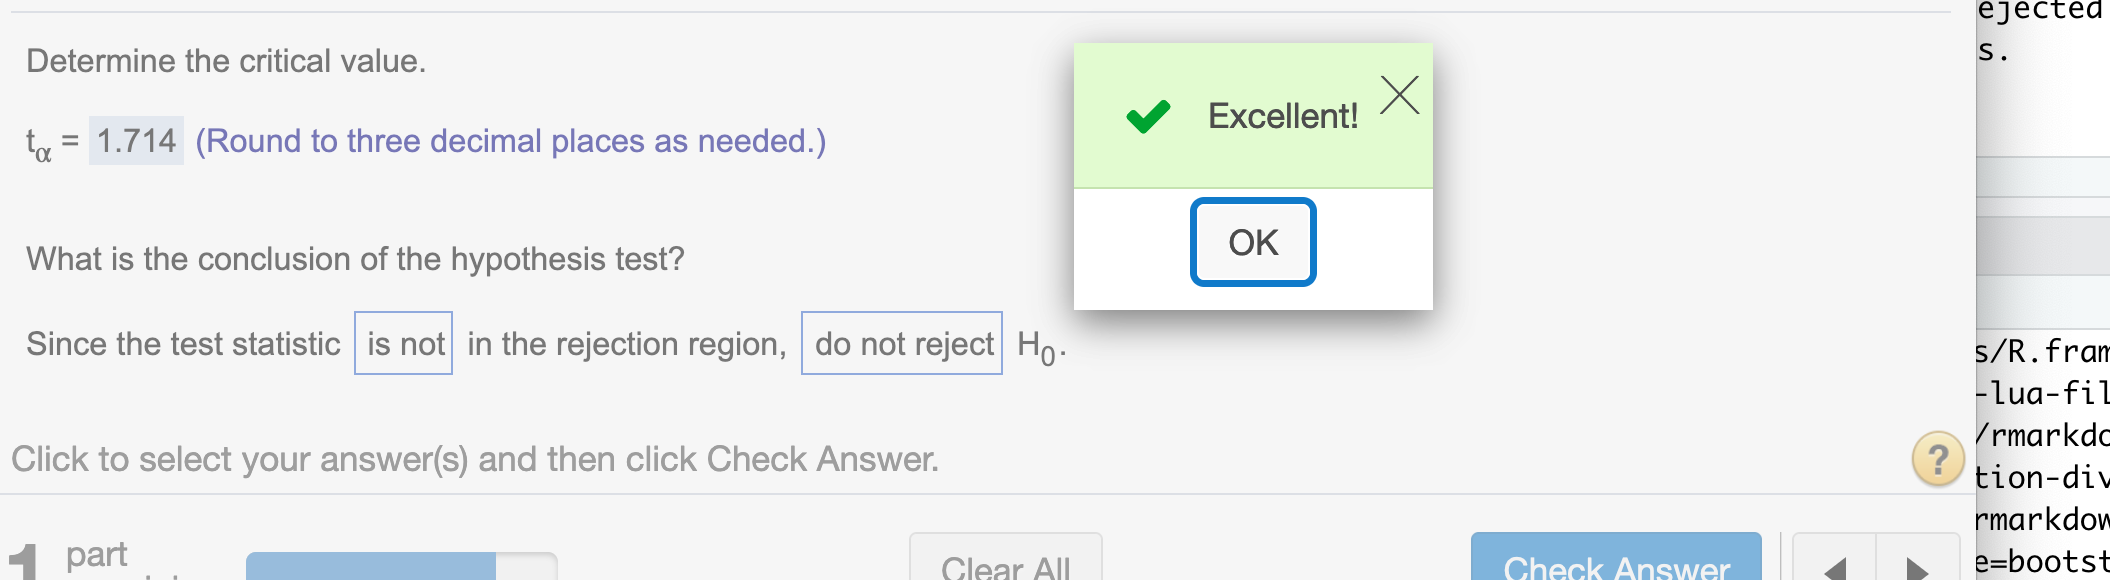 ejected
Determine the critical value.
s.
Excellent!
tα = 1.714 (Round to three decimal places as needed.)
OK
What is the conclusion of the hypothesis test?
Since the test statistic is not in the rejection region, do not reject H0.
s/R.fram
-lua-fil
/rmarkdo
Click to select your answer(s) and then click Check Answer.
?
tion-div
rmarkdow
1 part
Clear All
Check Answer
e=bootst